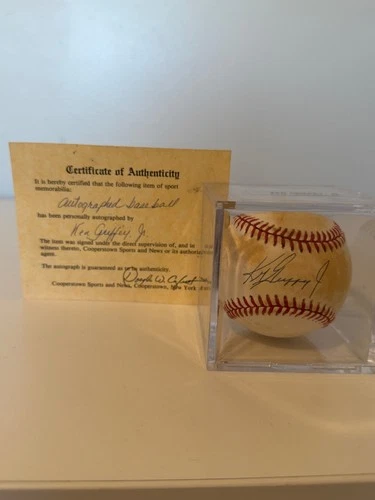 Certificate of Authenticity
It is hereby certified that the following item of sport
memorabilia:
Autographed Baseball
has been personally autographed by
Ken Griffey, Jr.
The item was signed under the direct supervision of, and in
witness thereto, Cooperstown Sports and News or its authorized
agent.
The autograph is guaranteed as to its authenticity.
Douglas W.
Cooperstown Sports and News, Cooperstown, New York
Ken Griffey Jr